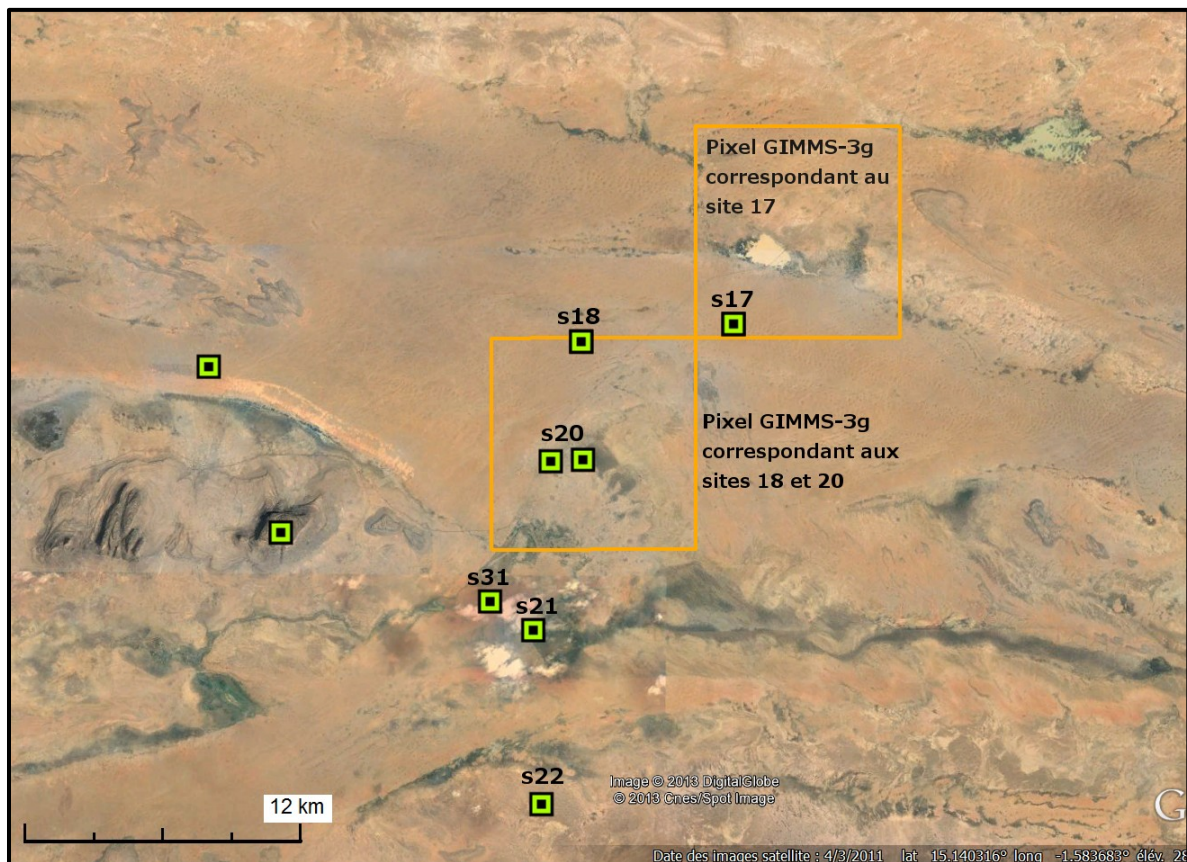 Pixel GIMMS-3g
correspondant au
site 17
s17
s18
Pixel GIMMS-3g
correspondant aux
sites 18 et 20
s20
s31
s21
s22
Image © 2013 DigitalGlobe
© 2013 Cnes/Spot Image
12 km
G
Date des images satellite : 4/3/2011 lat 15.140316° long -1.583683° élév. 28